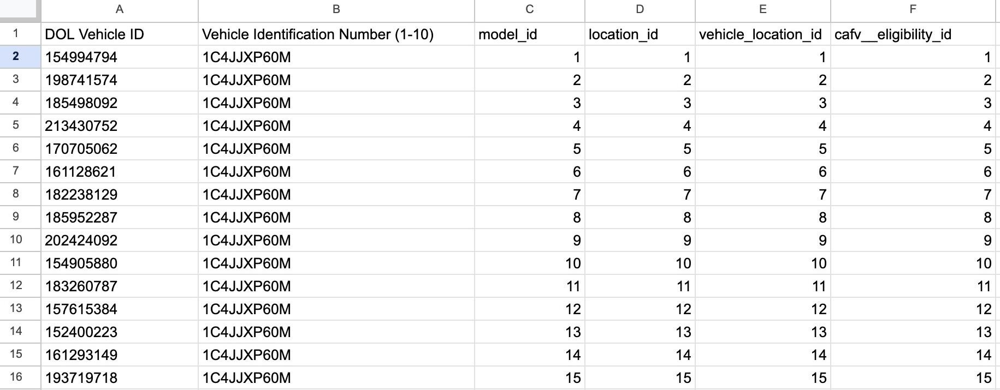 A B C D E F
1 DOL Vehicle ID Vehicle Identification Number (1-10) model_id location_id vehicle_location_id cafv__eligibility_id
2 154994794 1C4JJXP60M 1 1 1 1
3 198741574 1C4JJXP60M 2 2 2 2
4 185498092 1C4JJXP60M 3 3 3 3
5 213430752 1C4JJXP60M 4 4 4 4
6 170705062 1C4JJXP60M 5 5 5 5
7 161128621 1C4JJXP60M 6 6 6 6
8 182238129 1C4JJXP60M 7 7 7 7
9 185952287 1C4JJXP60M 8 8 8 8
10 202424092 1C4JJXP60M 9 9 9 9
11 154905880 1C4JJXP60M 10 10 10 10
12 183260787 1C4JJXP60M 11 11 11 11
13 157615384 1C4JJXP60M 12 12 12 12
14 152400223 1C4JJXP60M 13 13 13 13
15 161293149 1C4JJXP60M 14 14 14 14
16 193719718 1C4JJXP60M 15 15 15 15